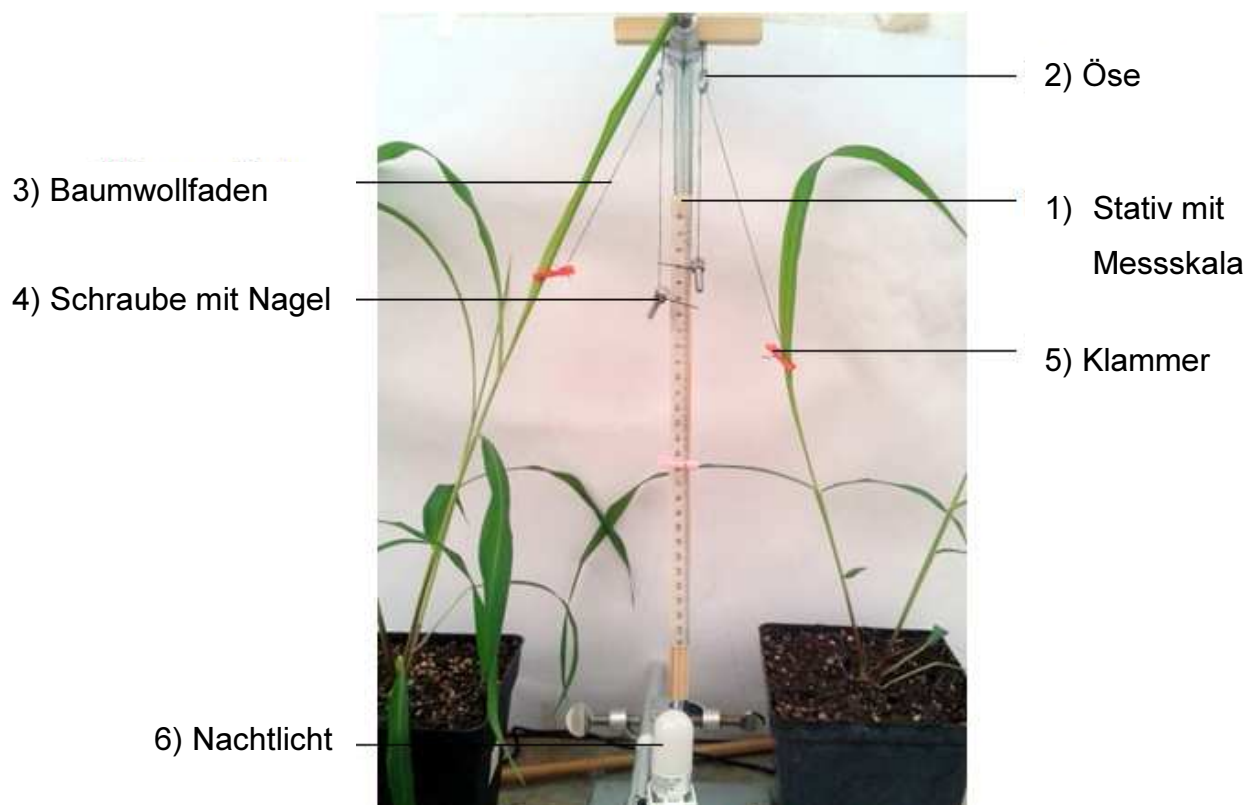 2) Öse
3) Baumwollfaden
1) Stativ mit
Messskala
4) Schraube mit Nagel
5) Klammer
6) Nachtlicht